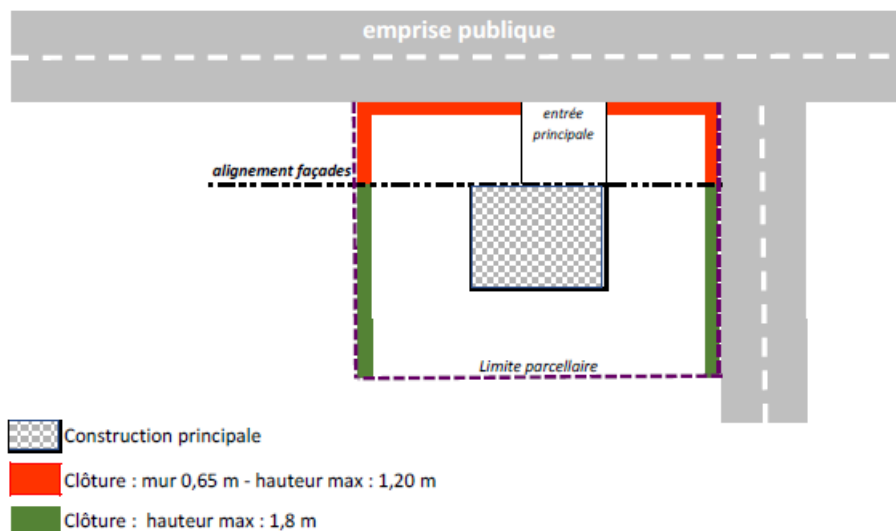 emprise publique
entrée
principale
alignement façades
Limite parcellaire
Construction principale
Clôture : mur 0,65 m - hauteur max : 1,20 m
Clôture : hauteur max : 1,8 m